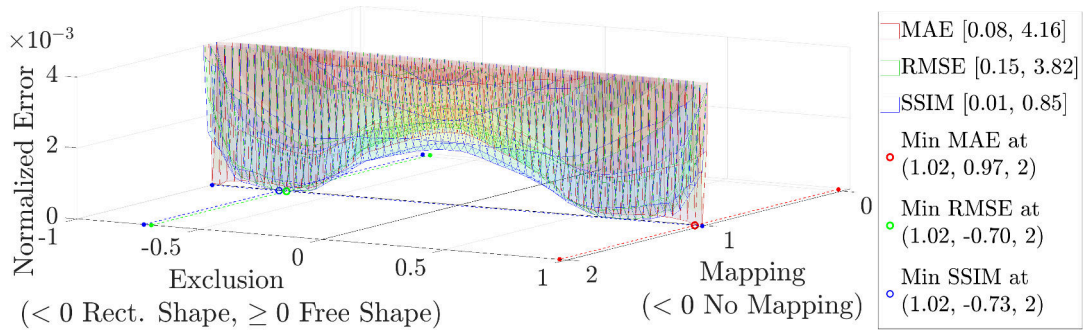 ×10⁻³
4
2
0
Normalized Error
-1
-0.5
0
0.5
1
Exclusion
(< 0 Rect. Shape, ≥ 0 Free Shape)
2
1
0
Mapping
(< 0 No Mapping)
MAE [0.08, 4.16]
RMSE [0.15, 3.82]
SSIM [0.01, 0.85]
Min MAE at
(1.02, 0.97, 2)
Min RMSE at
(1.02, -0.70, 2)
Min SSIM at
(1.02, -0.73, 2)